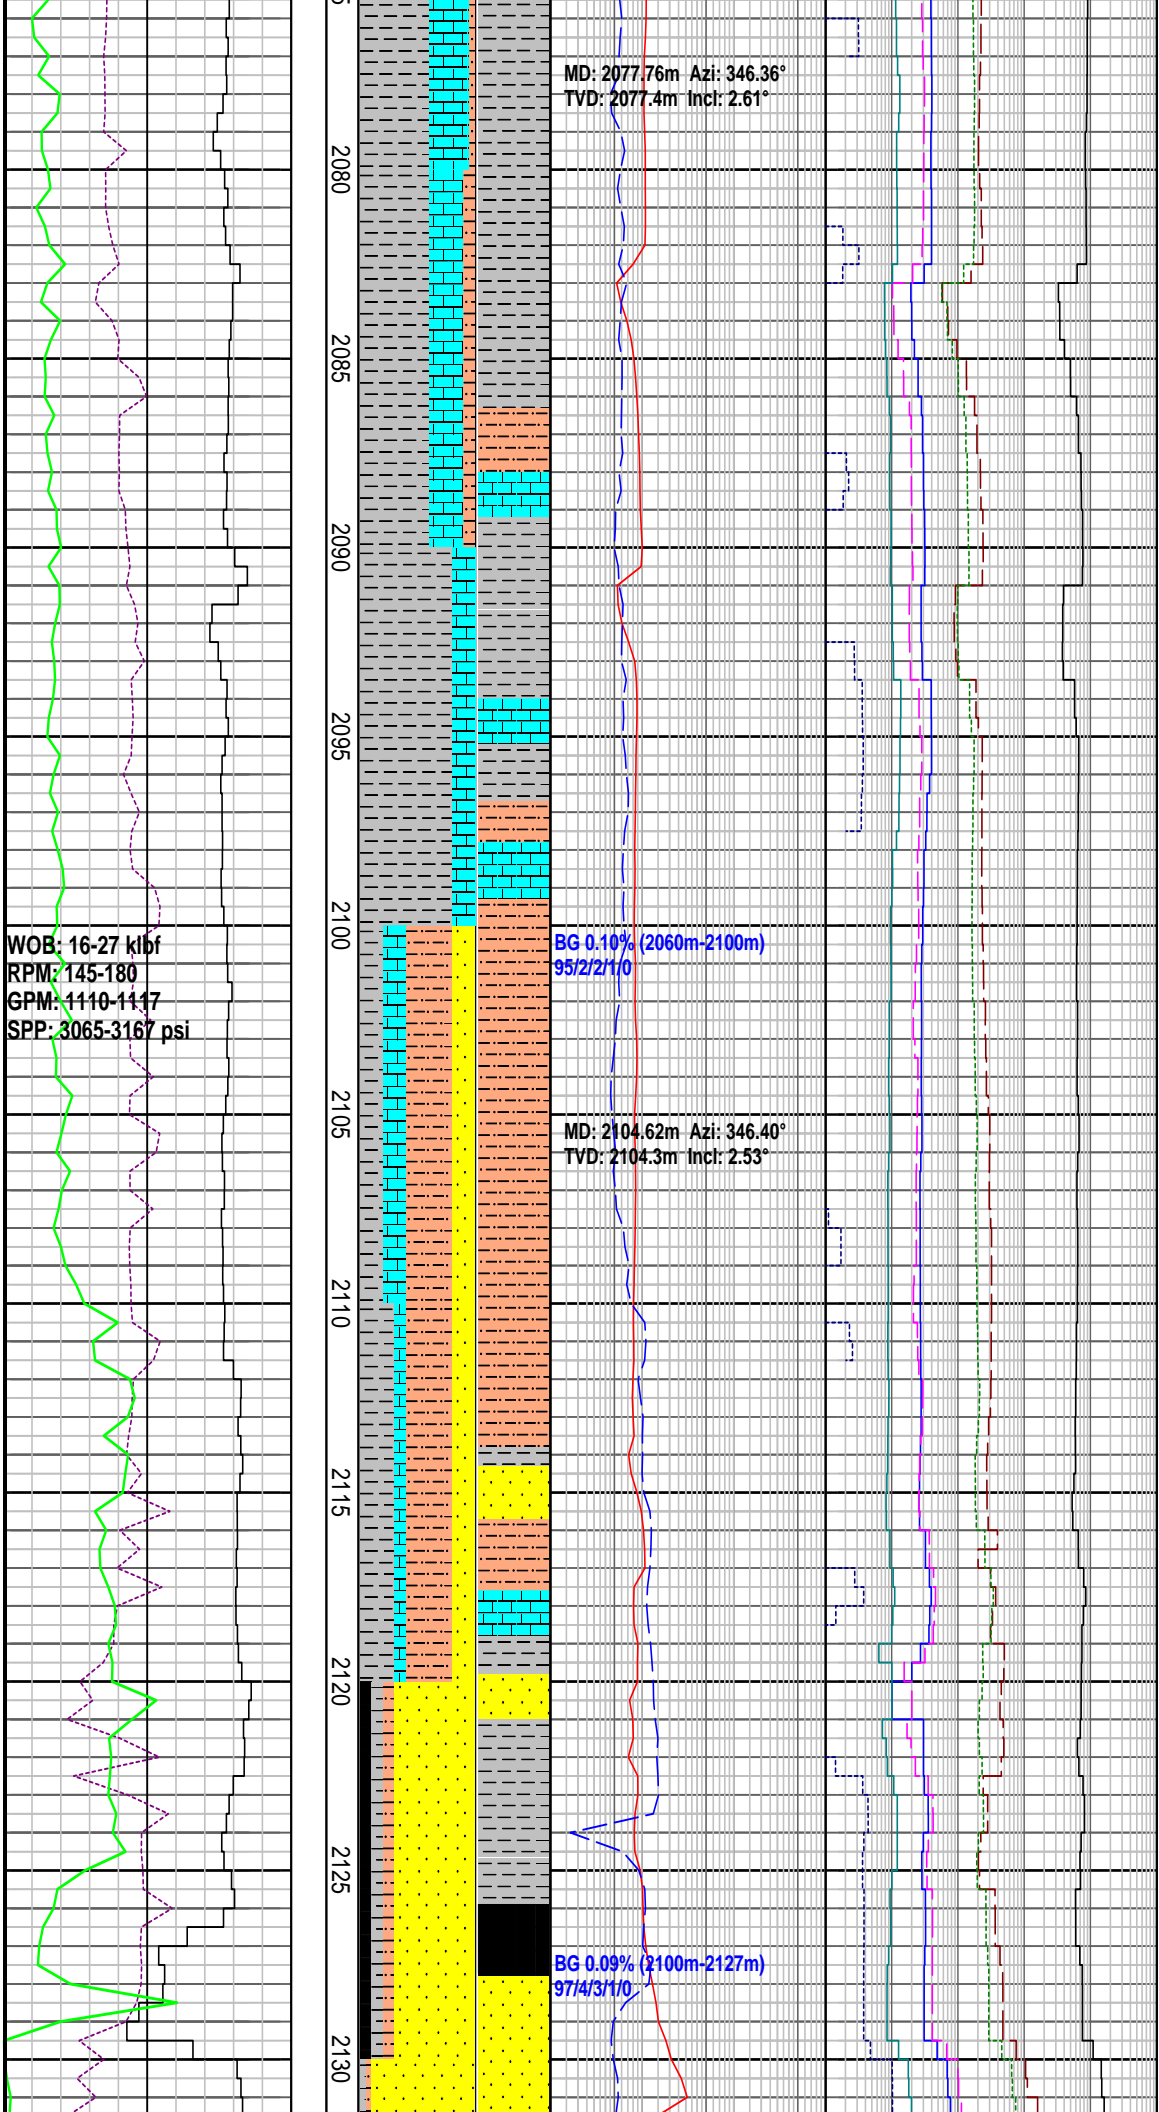 MD: 2077.76m Azi: 346.36°
TVD: 2077.4m Incl: 2.61°
2080
2085
2090
2095
2100
WOB: 16-27 klbf
RPM: 145-180
GPM: 1110-1117
SPP: 3065-3167 psi
BG 0.10% (2060m-2100m)
95/2/2/1/0
2105
MD: 2104.62m Azi: 346.40°
TVD: 2104.3m Incl: 2.53°
2110
2115
2120
2125
BG 0.09% (2100m-2127m)
97/4/3/1/0
2130